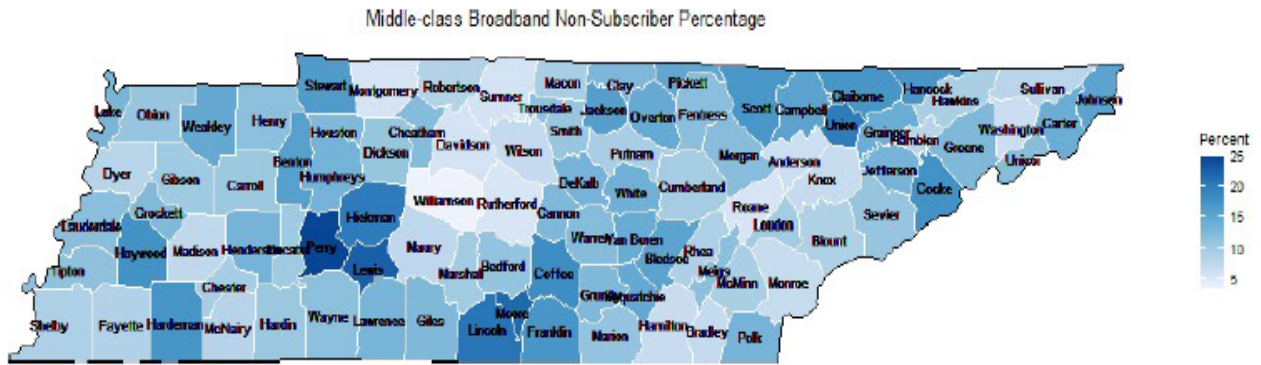 Middle-class Broadband Non-Subscriber Percentage
Stewart
Montgomery
Robertson
Sumner
Macon
Clay
Pickett
Scott
Campbell
Claiborne
Hancock
Hawkins
Sullivan
Johnson
Lake
Obion
Weakley
Henry
Houston
Cheatham
Trousdale
Jackson
Overton
Fentress
Union
Grainger
Hamblen
Washington
Carter
Greene
Unicoi
Dyer
Gibson
Carroll
Benton
Humphreys
Dickson
Davidson
Wilson
Smith
Putnam
Morgan
Anderson
Knox
Jefferson
Cocke
Crockett
Lauderdale
Haywood
Madison
Perry
Hickman
Williamson
Rutherford
Cannon
DeKalb
White
Cumberland
Roane
Loudon
Blount
Sevier
Tipton
Chester
Lewis
Maury
Marshall
Bedford
Coffee
Warren
Van Buren
Bledsoe
Rhea
Meigs
McMinn
Monroe
Shelby
Fayette
Hardeman
McNairy
Hardin
Wayne
Lawrence
Giles
Lincoln
Moore
Franklin
Marion
Hamilton
Bradley
Polk
Percent
25
20
15
10
5